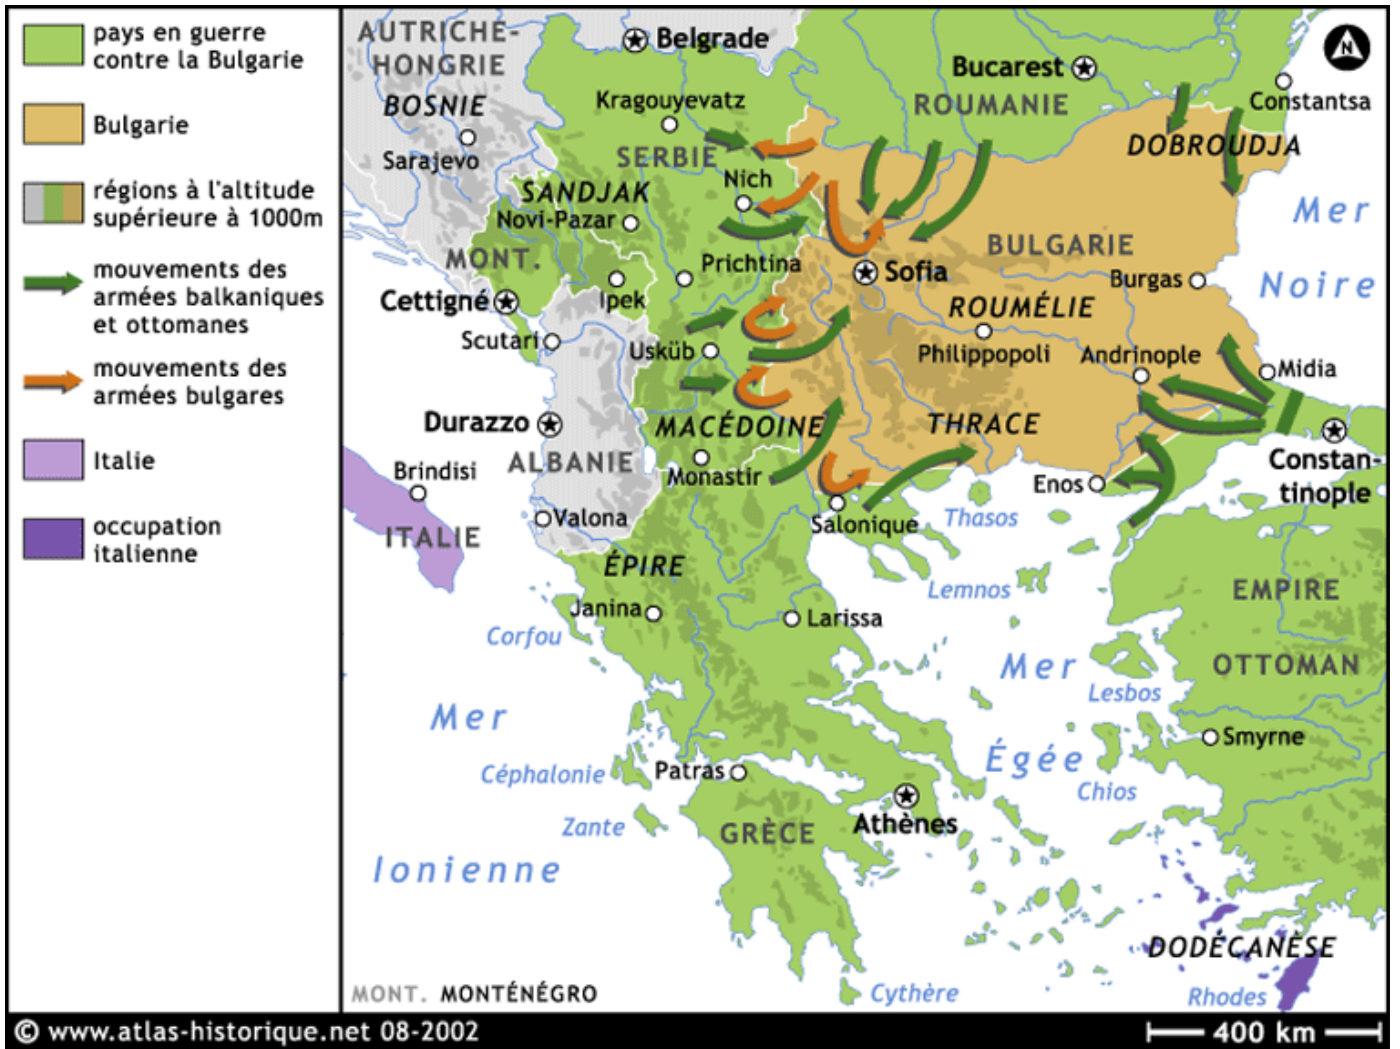 pays en guerre
contre la Bulgarie
Bulgarie
régions à l'altitude
supérieure à 1000m
mouvements des
armées balkaniques
et ottomanes
mouvements des
armées bulgares
Italie
occupation
italienne
N
AUTRICHE-
HONGRIE
BOSNIE
Sarajevo
Belgrade
Kragouyevatz
SERBIE
Nich
SANDJAK
Novi-Pazar
MONT.
Cettigné
Ipek
Prichtina
Scutari
Usküb
Durazzo
ALBANIE
MACÉDOINE
Monastir
Brindisi
ITALIE
Valona
ÉPIRE
Janina
Larissa
Corfou
Bucarest
ROUMANIE
Constantsa
DOBROUDJA
Mer
Noire
BULGARIE
Sofia
Burgas
ROUMÉLIE
Philippopoli
Andrinople
Midia
THRACE
Constan-
tinople
Enos
Salonique
Thasos
Lemnos
EMPIRE
OTTOMAN
Mer
Égée
Lesbos
Smyrne
Chios
Mer
Ionienne
Céphalonie
Patras
Zante
GRÈCE
Athènes
DODÉCANÈSE
Rhodes
Cythère
MONT. MONTÉNÉGRO
© www.atlas-historique.net 08-2002
400 km